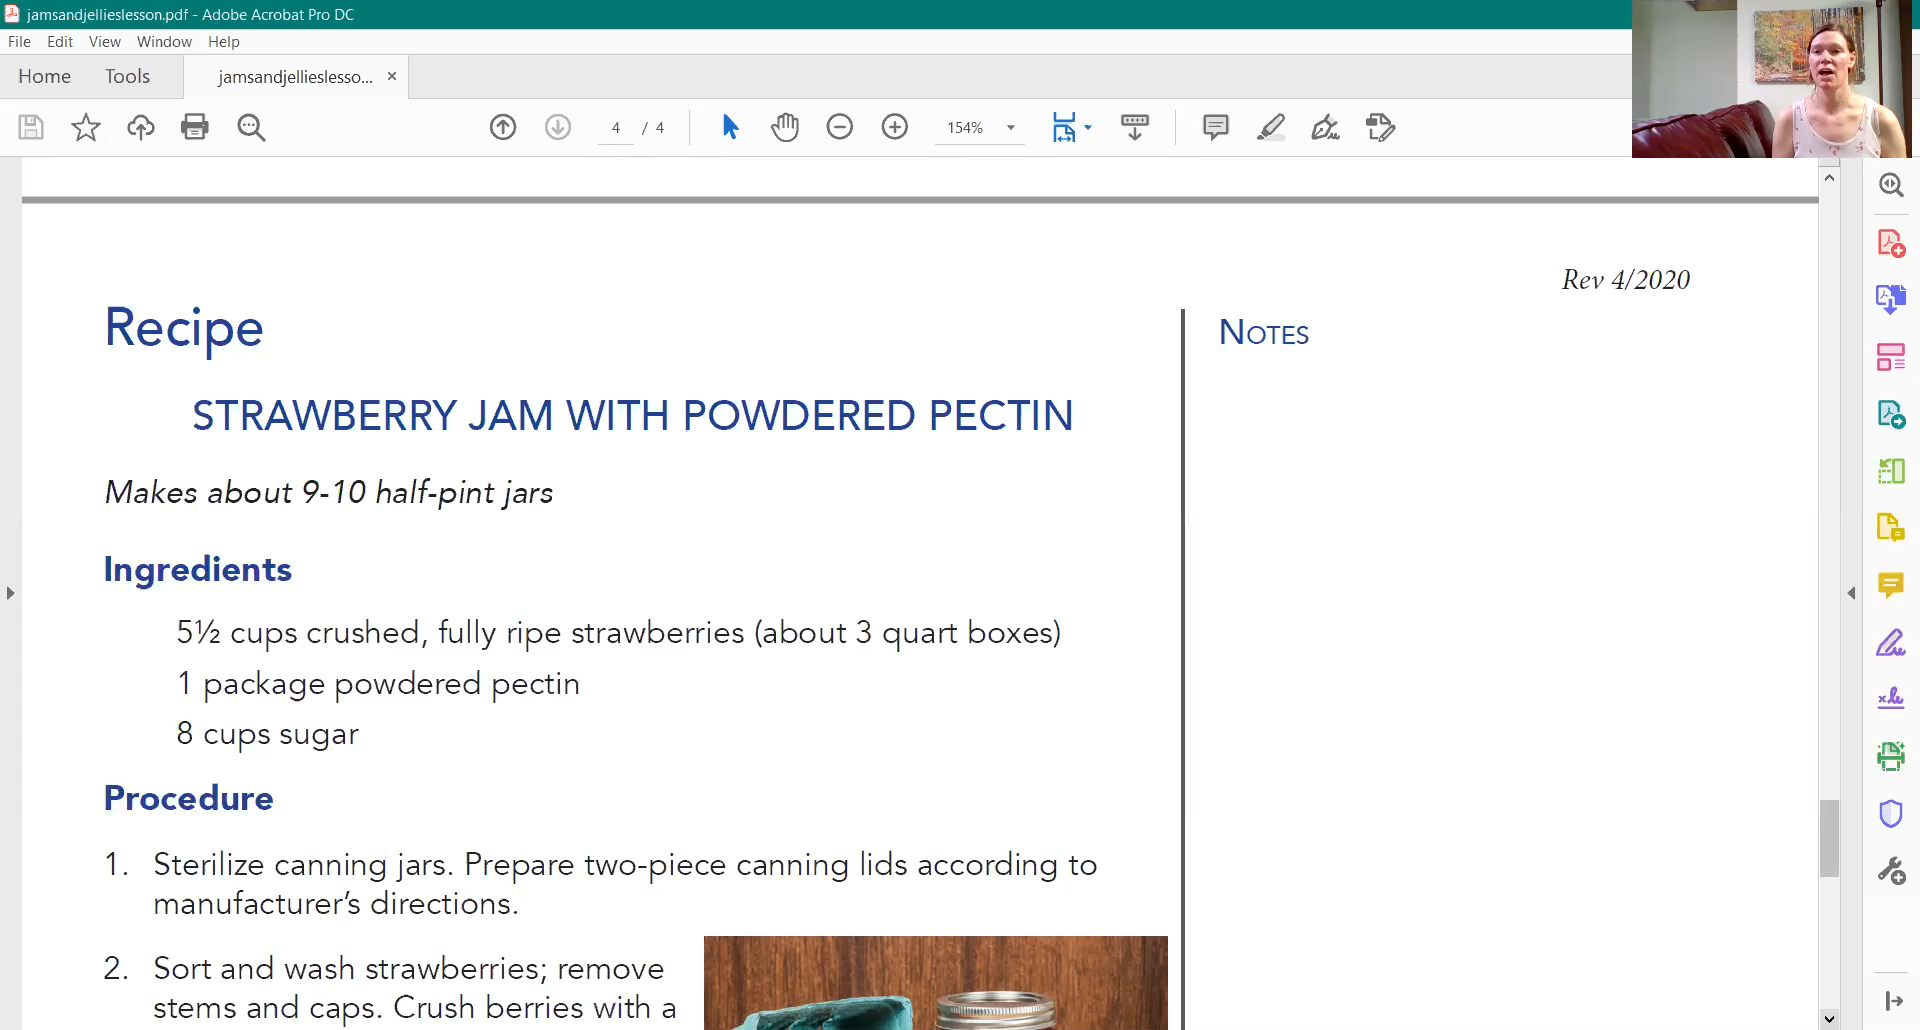 jamsandjellieslesson.pdf - Adobe Acrobat Pro DC
File Edit View Window Help
Home Tools jamsandjellieslesso... ×
4 / 4 154%
Rev 4/2020
Recipe
NOTES
STRAWBERRY JAM WITH POWDERED PECTIN
Makes about 9-10 half-pint jars
Ingredients
5½ cups crushed, fully ripe strawberries (about 3 quart boxes)
1 package powdered pectin
8 cups sugar
Procedure
1. Sterilize canning jars. Prepare two-piece canning lids according to
manufacturer's directions.
2. Sort and wash strawberries; remove
stems and caps. Crush berries with a